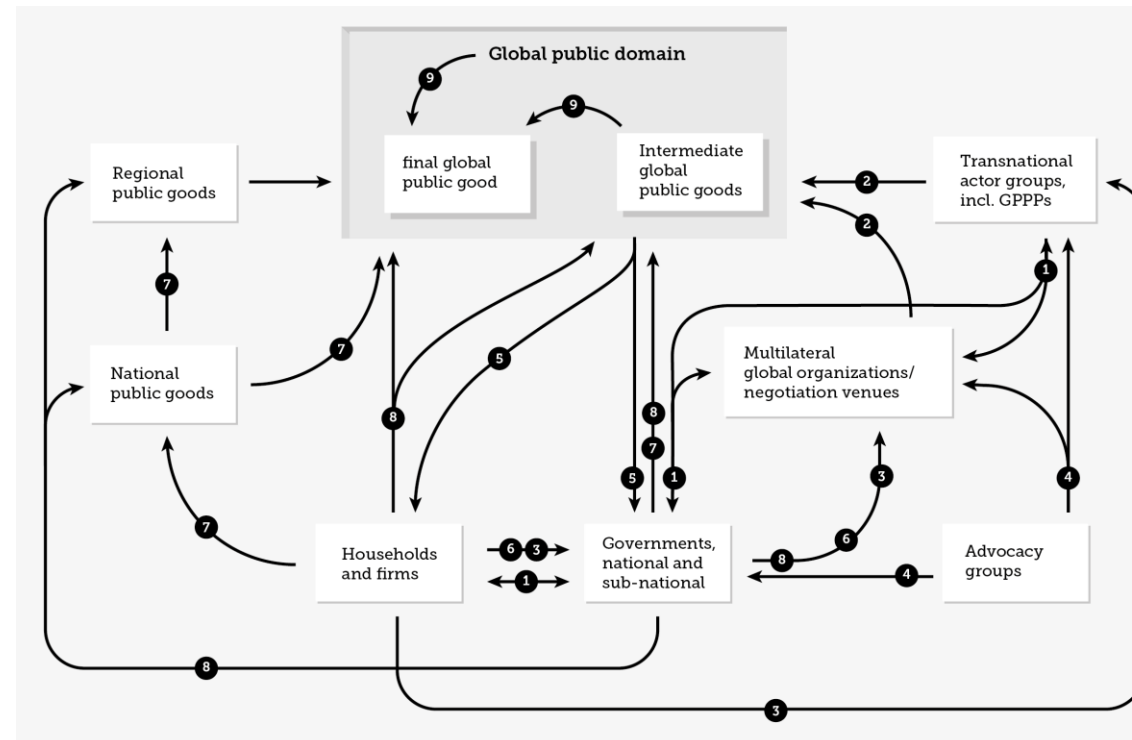 Global public domain
9
9
final global
public good
Intermediate
global
public goods
Regional
public goods
Transnational
actor groups,
incl. GPPPs
2
2
1
7
7
5
National
public goods
Multilateral
global organizations/
negotiation venues
8
8
7
5
1
3
4
7
6
6 3
1
8
4
Households
and firms
Governments,
national and
sub-national
Advocacy
groups
8
3